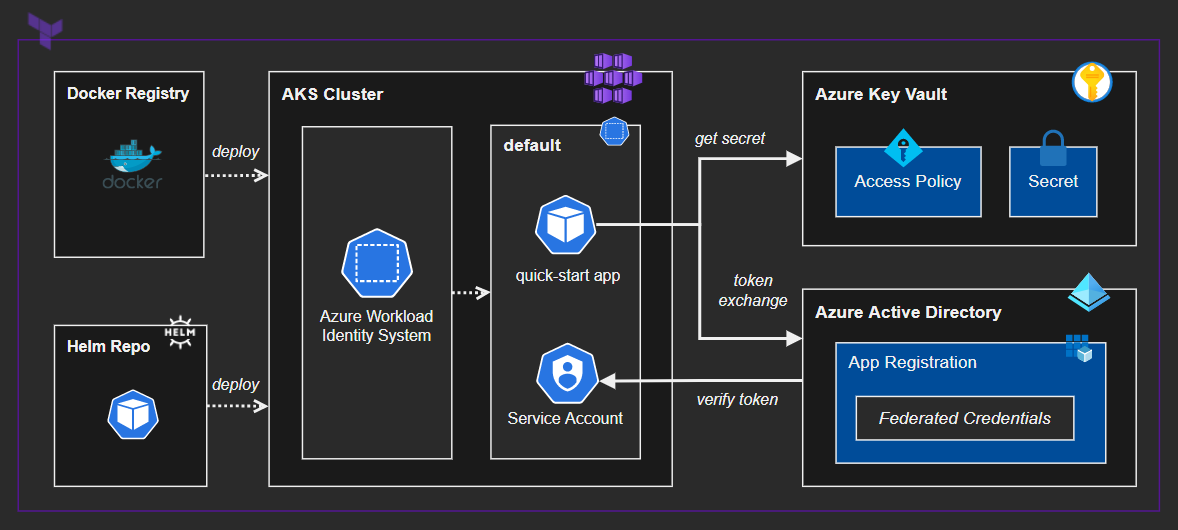 Docker Registry
docker
deploy
Helm Repo
HELM
deploy
AKS Cluster
Azure Workload
Identity System
default
quick-start app
Service Account
get secret
token
exchange
verify token
Azure Key Vault
Access Policy
Secret
Azure Active Directory
App Registration
Federated Credentials